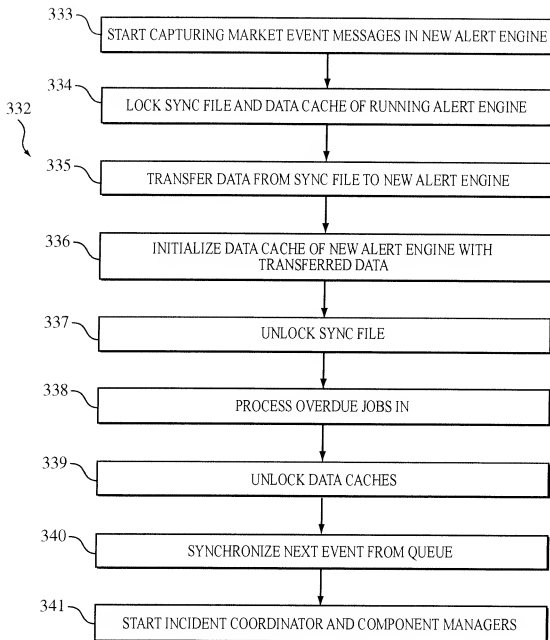 333
START CAPTURING MARKET EVENT MESSAGES IN NEW ALERT ENGINE
334
LOCK SYNC FILE AND DATA CACHE OF RUNNING ALERT ENGINE
332
335
TRANSFER DATA FROM SYNC FILE TO NEW ALERT ENGINE
336
INITIALIZE DATA CACHE OF NEW ALERT ENGINE WITH
TRANSFERRED DATA
337
UNLOCK SYNC FILE
338
PROCESS OVERDUE JOBS IN
339
UNLOCK DATA CACHES
340
SYNCHRONIZE NEXT EVENT FROM QUEUE
341
START INCIDENT COORDINATOR AND COMPONENT MANAGERS